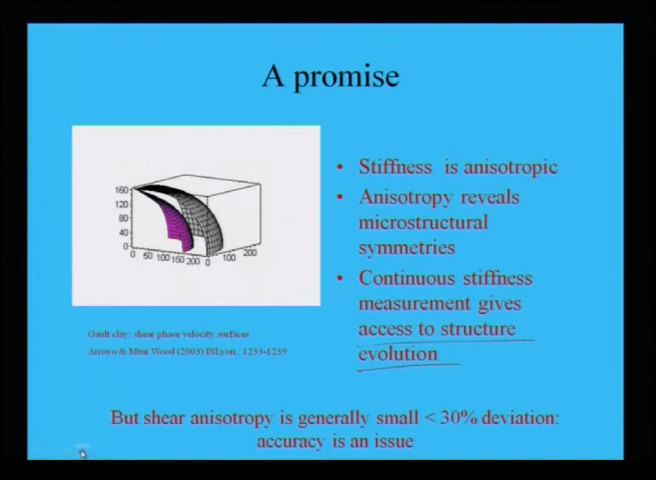 A promise
160
120
80
40
0
0 50 100 150 200
0 100 200
• Stiffness is anisotropic
• Anisotropy reveals
microstructural
symmetries
• Continuous stiffness
measurement gives
access to structure
evolution
Gault clay: shear phase velocity surfaces
Arroyo & Muir Wood (2003) ISLyon, 1233-1239
But shear anisotropy is generally small < 30% deviation:
accuracy is an issue